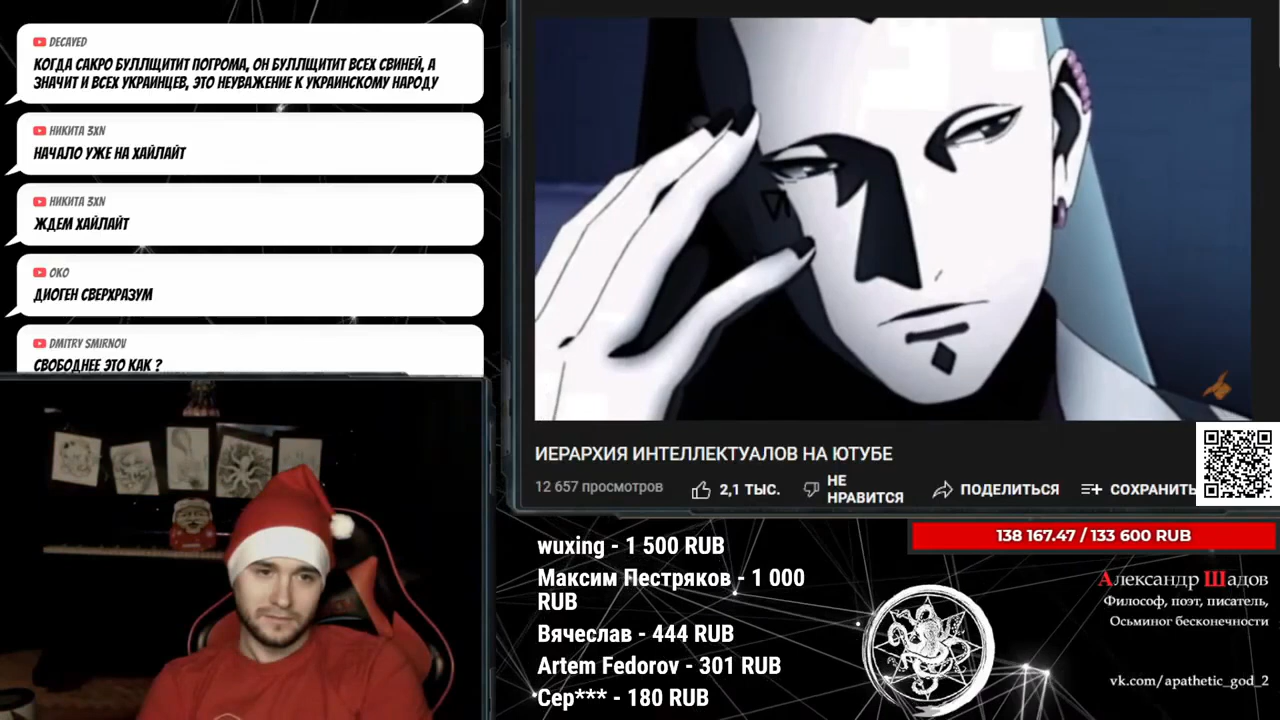 DECAYED
КОГДА САКРО БУЛЛЩИТИТ ПОГРОМА, ОН БУЛЛЩИТИТ ВСЕХ СВИНЕЙ, А
ЗНАЧИТ И ВСЕХ УКРАИНЦЕВ, ЭТО НЕУВАЖЕНИЕ К УКРАИНСКОМУ НАРОДУ
НИКИТА 3XN
НАЧАЛО УЖЕ НА ХАЙЛАЙТ
НИКИТА 3XN
ЖДЕМ ХАЙЛАЙТ
ОКО
ДИОГЕН СВЕРХРАЗУМ
DMITRY SMIRNOV
СВОБОДНЕЕ ЭТО КАК ?
ИЕРАРХИЯ ИНТЕЛЛЕКТУАЛОВ НА ЮТУБЕ
12 657 просмотров
2,1 ТЫС.
НЕ
НРАВИТСЯ
ПОДЕЛИТЬСЯ
СОХРАНИТЬ
wuxing - 1 500 RUB
Максим Пестряков - 1 000
RUB
Вячеслав - 444 RUB
Artem Fedorov - 301 RUB
Сер*** - 180 RUB
138 167.47 / 133 600 RUB
Александр Шадов
Философ, поэт, писатель,
Осьминог бесконечности
vk.com/apathetic_god_2